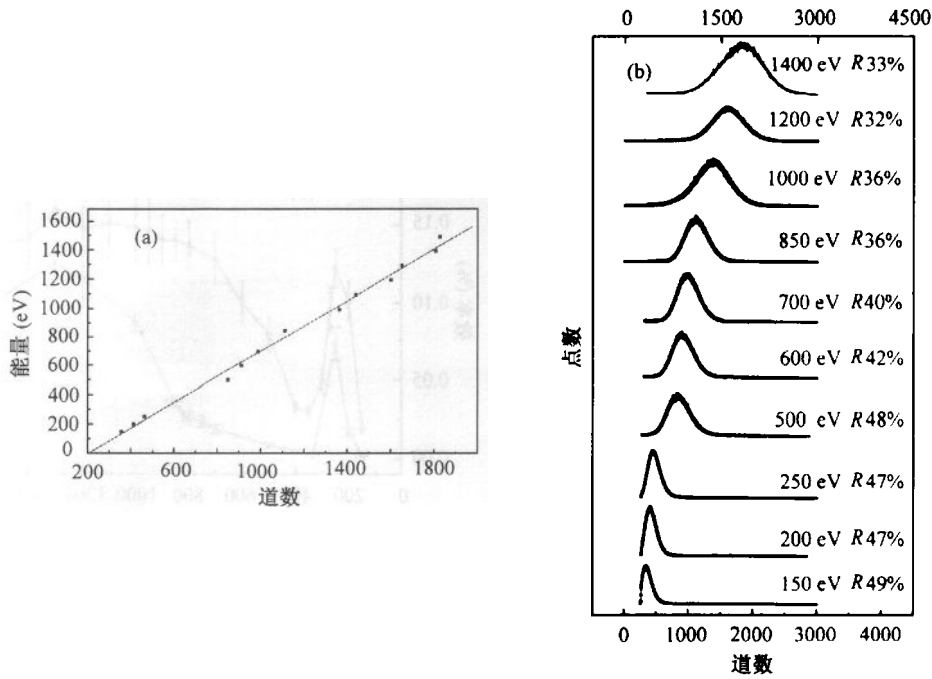 (a)
1600
1400
1200
1000
800
600
400
200
0
能量 (eV)
200 600 1000 1400 1800
道数
0 1500 3000 4500
(b)
1400 eV R33%
1200 eV R32%
1000 eV R36%
850 eV R36%
700 eV R40%
600 eV R42%
500 eV R48%
250 eV R47%
200 eV R47%
150 eV R49%
点数
0 1000 3000 4000
道数